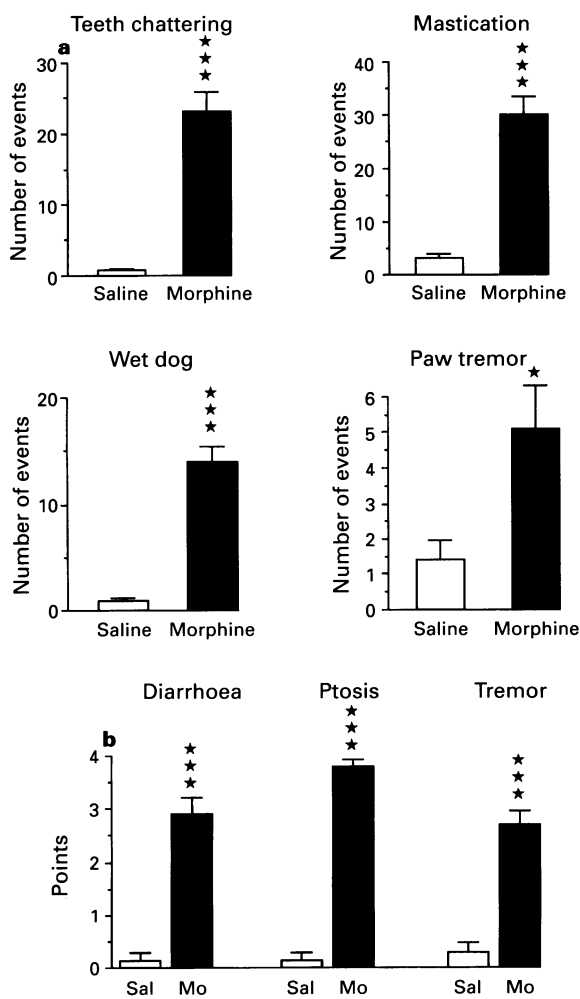 Teeth chattering
a
Number of events
30
20
10
0
Saline Morphine
★
★
★
Mastication
Number of events
40
30
20
10
0
Saline Morphine
★
★
★
Wet dog
Number of events
20
10
0
Saline Morphine
★
★
★
Paw tremor
Number of events
6
5
4
3
2
1
0
Saline Morphine
★
b
Diarrhoea Ptosis Tremor
Points
4
3
2
1
0
★ ★ ★
★ ★ ★
★ ★ ★
Sal Mo Sal Mo Sal Mo